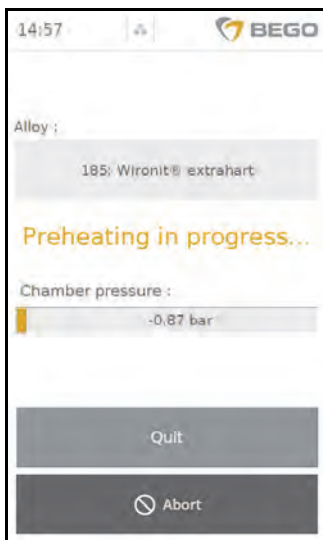 14:57
BEGO
Alloy :
185: Wironit® extrahart
Preheating in progress...
Chamber pressure :
-0.87 bar
Quit
Abort